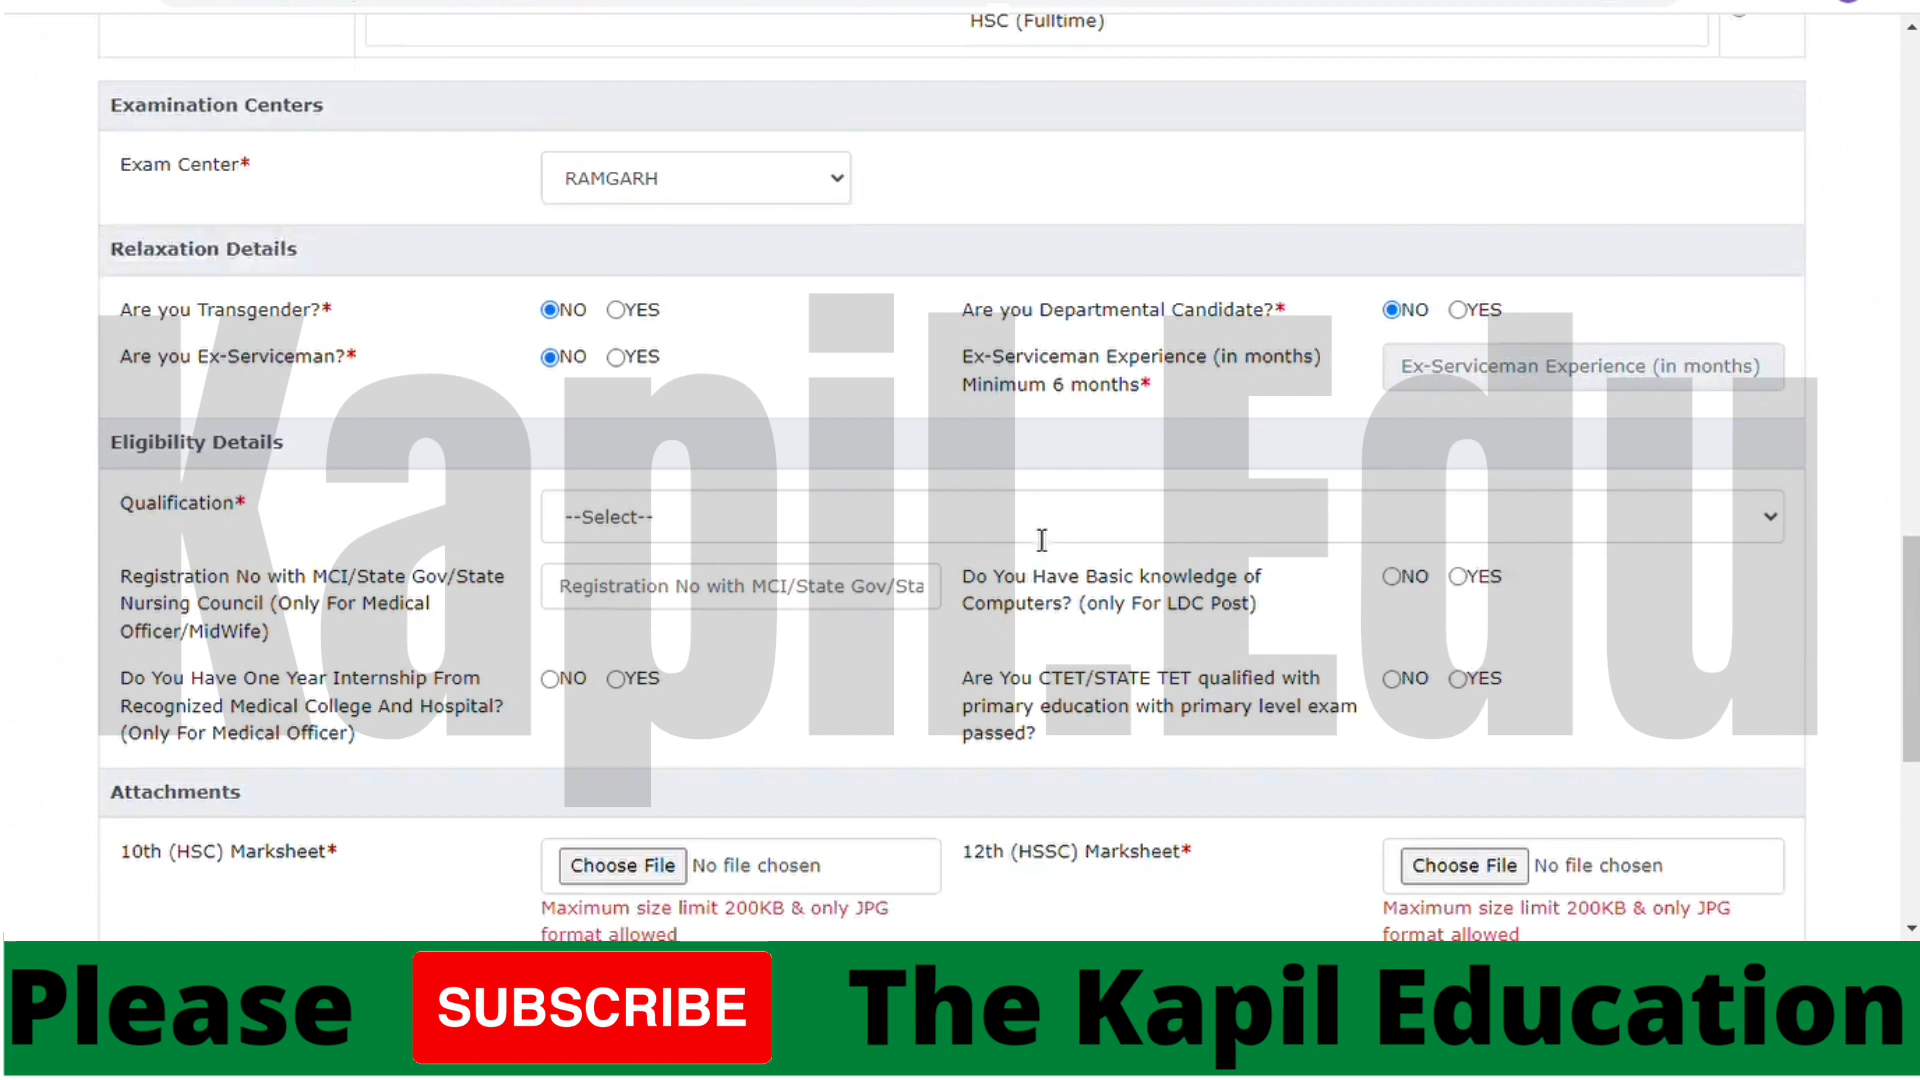 HSC (Fulltime)
Examination Centers
Exam Center*
RAMGARH
Relaxation Details
Are you Transgender?*
NO YES
Are you Departmental Candidate?*
NO YES
Are you Ex-Serviceman?*
NO YES
Ex-Serviceman Experience (in months)
Minimum 6 months*
Ex-Serviceman Experience (in months)
Eligibility Details
Qualification*
--Select--
Registration No with MCI/State Gov/State
Nursing Council (Only For Medical
Officer/MidWife)
Registration No with MCI/State Gov/Sta
Do You Have Basic knowledge of
Computers? (only For LDC Post)
NO YES
Do You Have One Year Internship From
Recognized Medical College And Hospital?
(Only For Medical Officer)
NO YES
Are You CTET/STATE TET qualified with
primary education with primary level exam
passed?
NO YES
Kapil.Edu
Attachments
10th (HSC) Marksheet*
Choose File No file chosen
Maximum size limit 200KB & only JPG
format allowed
12th (HSSC) Marksheet*
Choose File No file chosen
Maximum size limit 200KB & only JPG
format allowed
Please SUBSCRIBE The Kapil Education